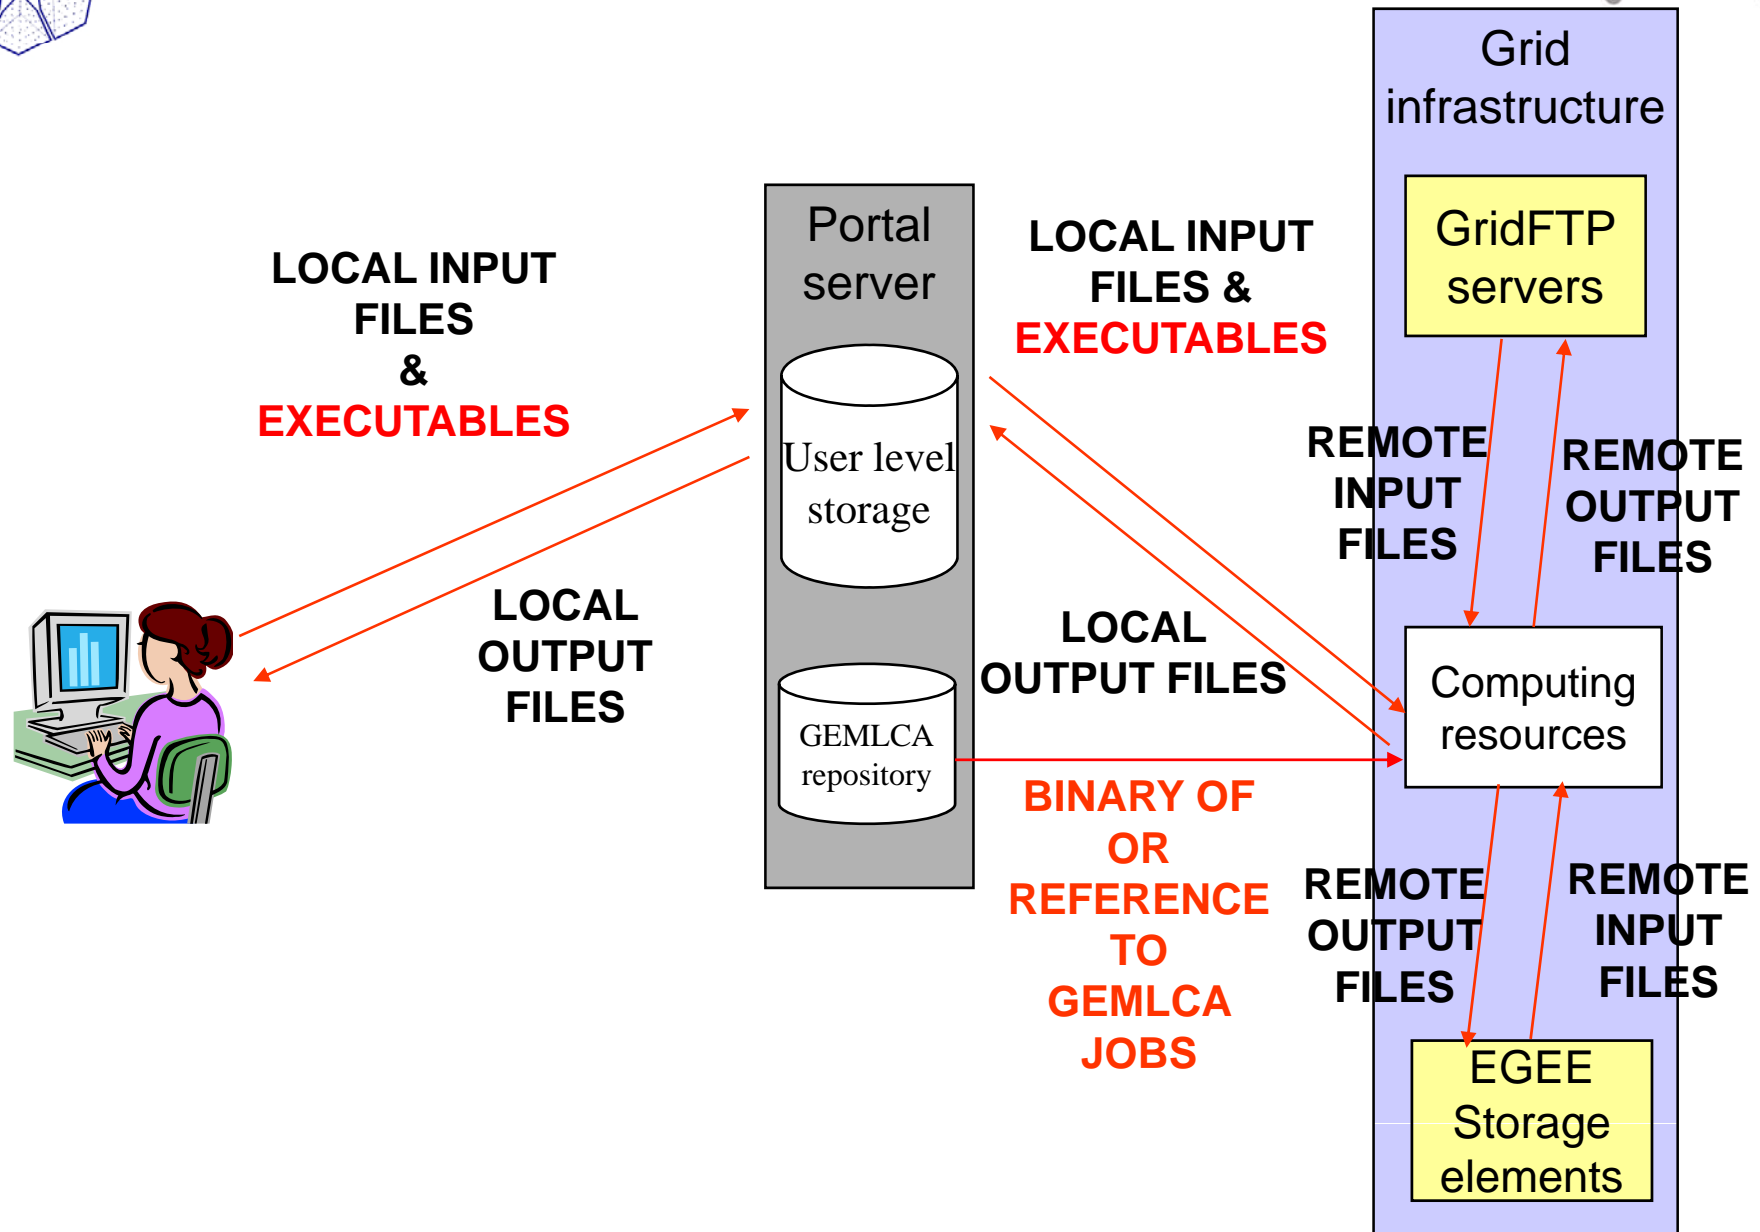 Grid
infrastructure
GridFTP
servers
Portal
server
LOCAL INPUT
FILES &
EXECUTABLES
LOCAL INPUT
FILES
&
EXECUTABLES
User level
storage
REMOTE
INPUT
FILES
REMOTE
OUTPUT
FILES
LOCAL
OUTPUT
FILES
LOCAL
OUTPUT FILES
Computing
resources
GEMLCA
repository
BINARY OF
OR
REFERENCE
TO
GEMLCA
JOBS
REMOTE
OUTPUT
FILES
REMOTE
INPUT
FILES
EGEE
Storage
elements